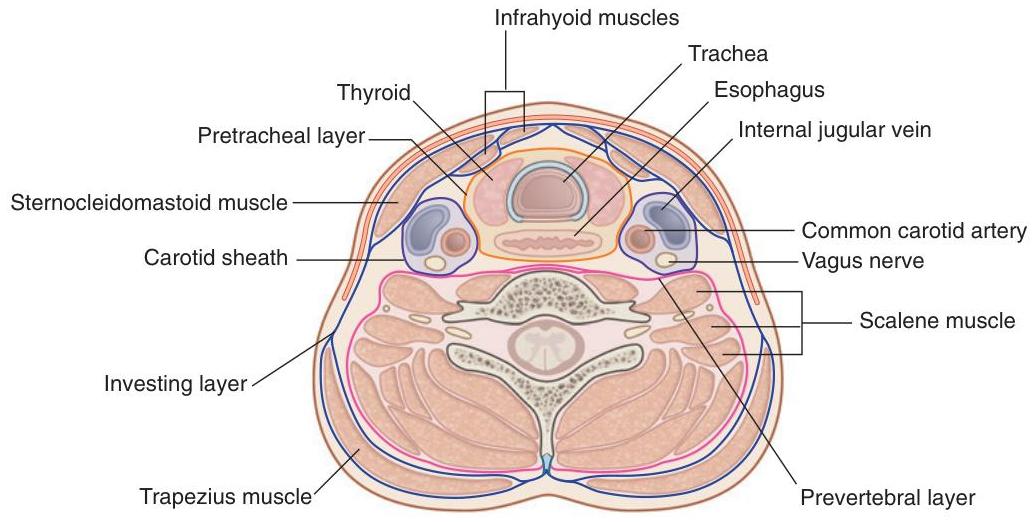 Infrahyoid muscles
Trachea
Thyroid
Esophagus
Pretracheal layer
Internal jugular vein
Sternocleidomastoid muscle
Common carotid artery
Carotid sheath
Vagus nerve
Scalene muscle
Investing layer
Trapezius muscle
Prevertebral layer